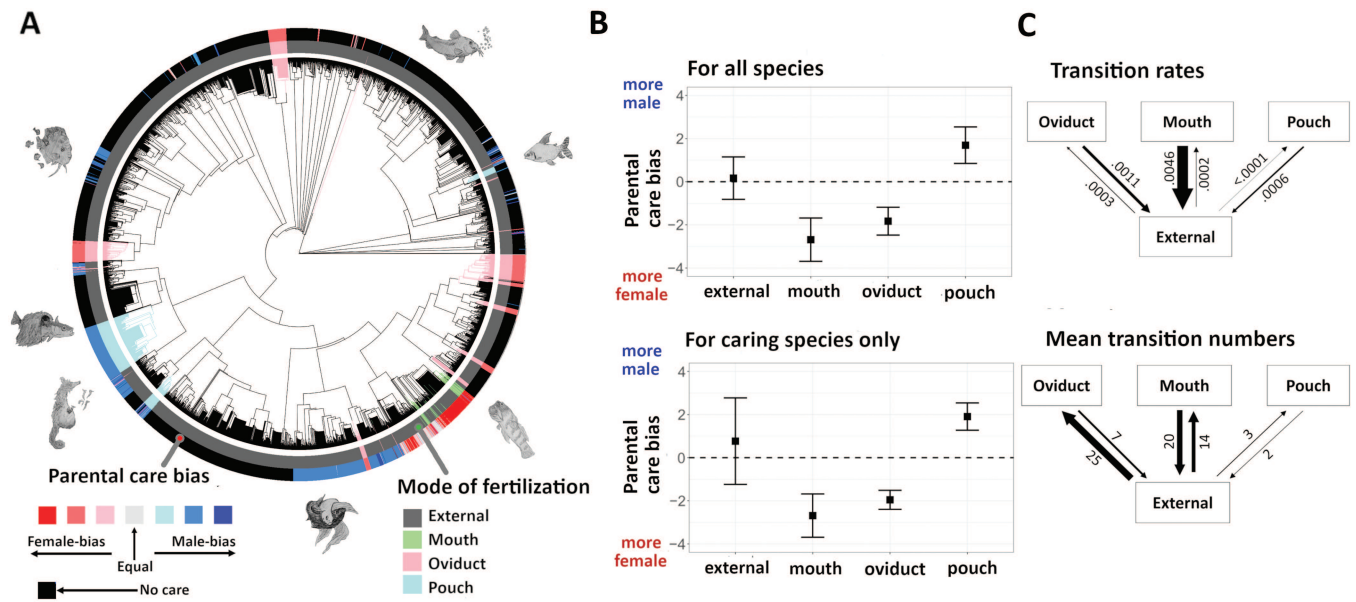 A
Parental care bias
Female-bias
Male-bias
Equal
No care
Mode of fertilization
External
Mouth
Oviduct
Pouch
B
For all species
more
male
Parental
care bias
more
female
4
2
0
−2
−4
external
mouth
oviduct
pouch
For caring species only
more
male
Parental
care bias
more
female
4
2
0
−2
−4
external
mouth
oviduct
pouch
C
Transition rates
Oviduct
Mouth
Pouch
.0011
.0003
.0046
.0002
<.0001
.0006
External
Mean transition numbers
Oviduct
Mouth
Pouch
7
25
20
14
3
2
External